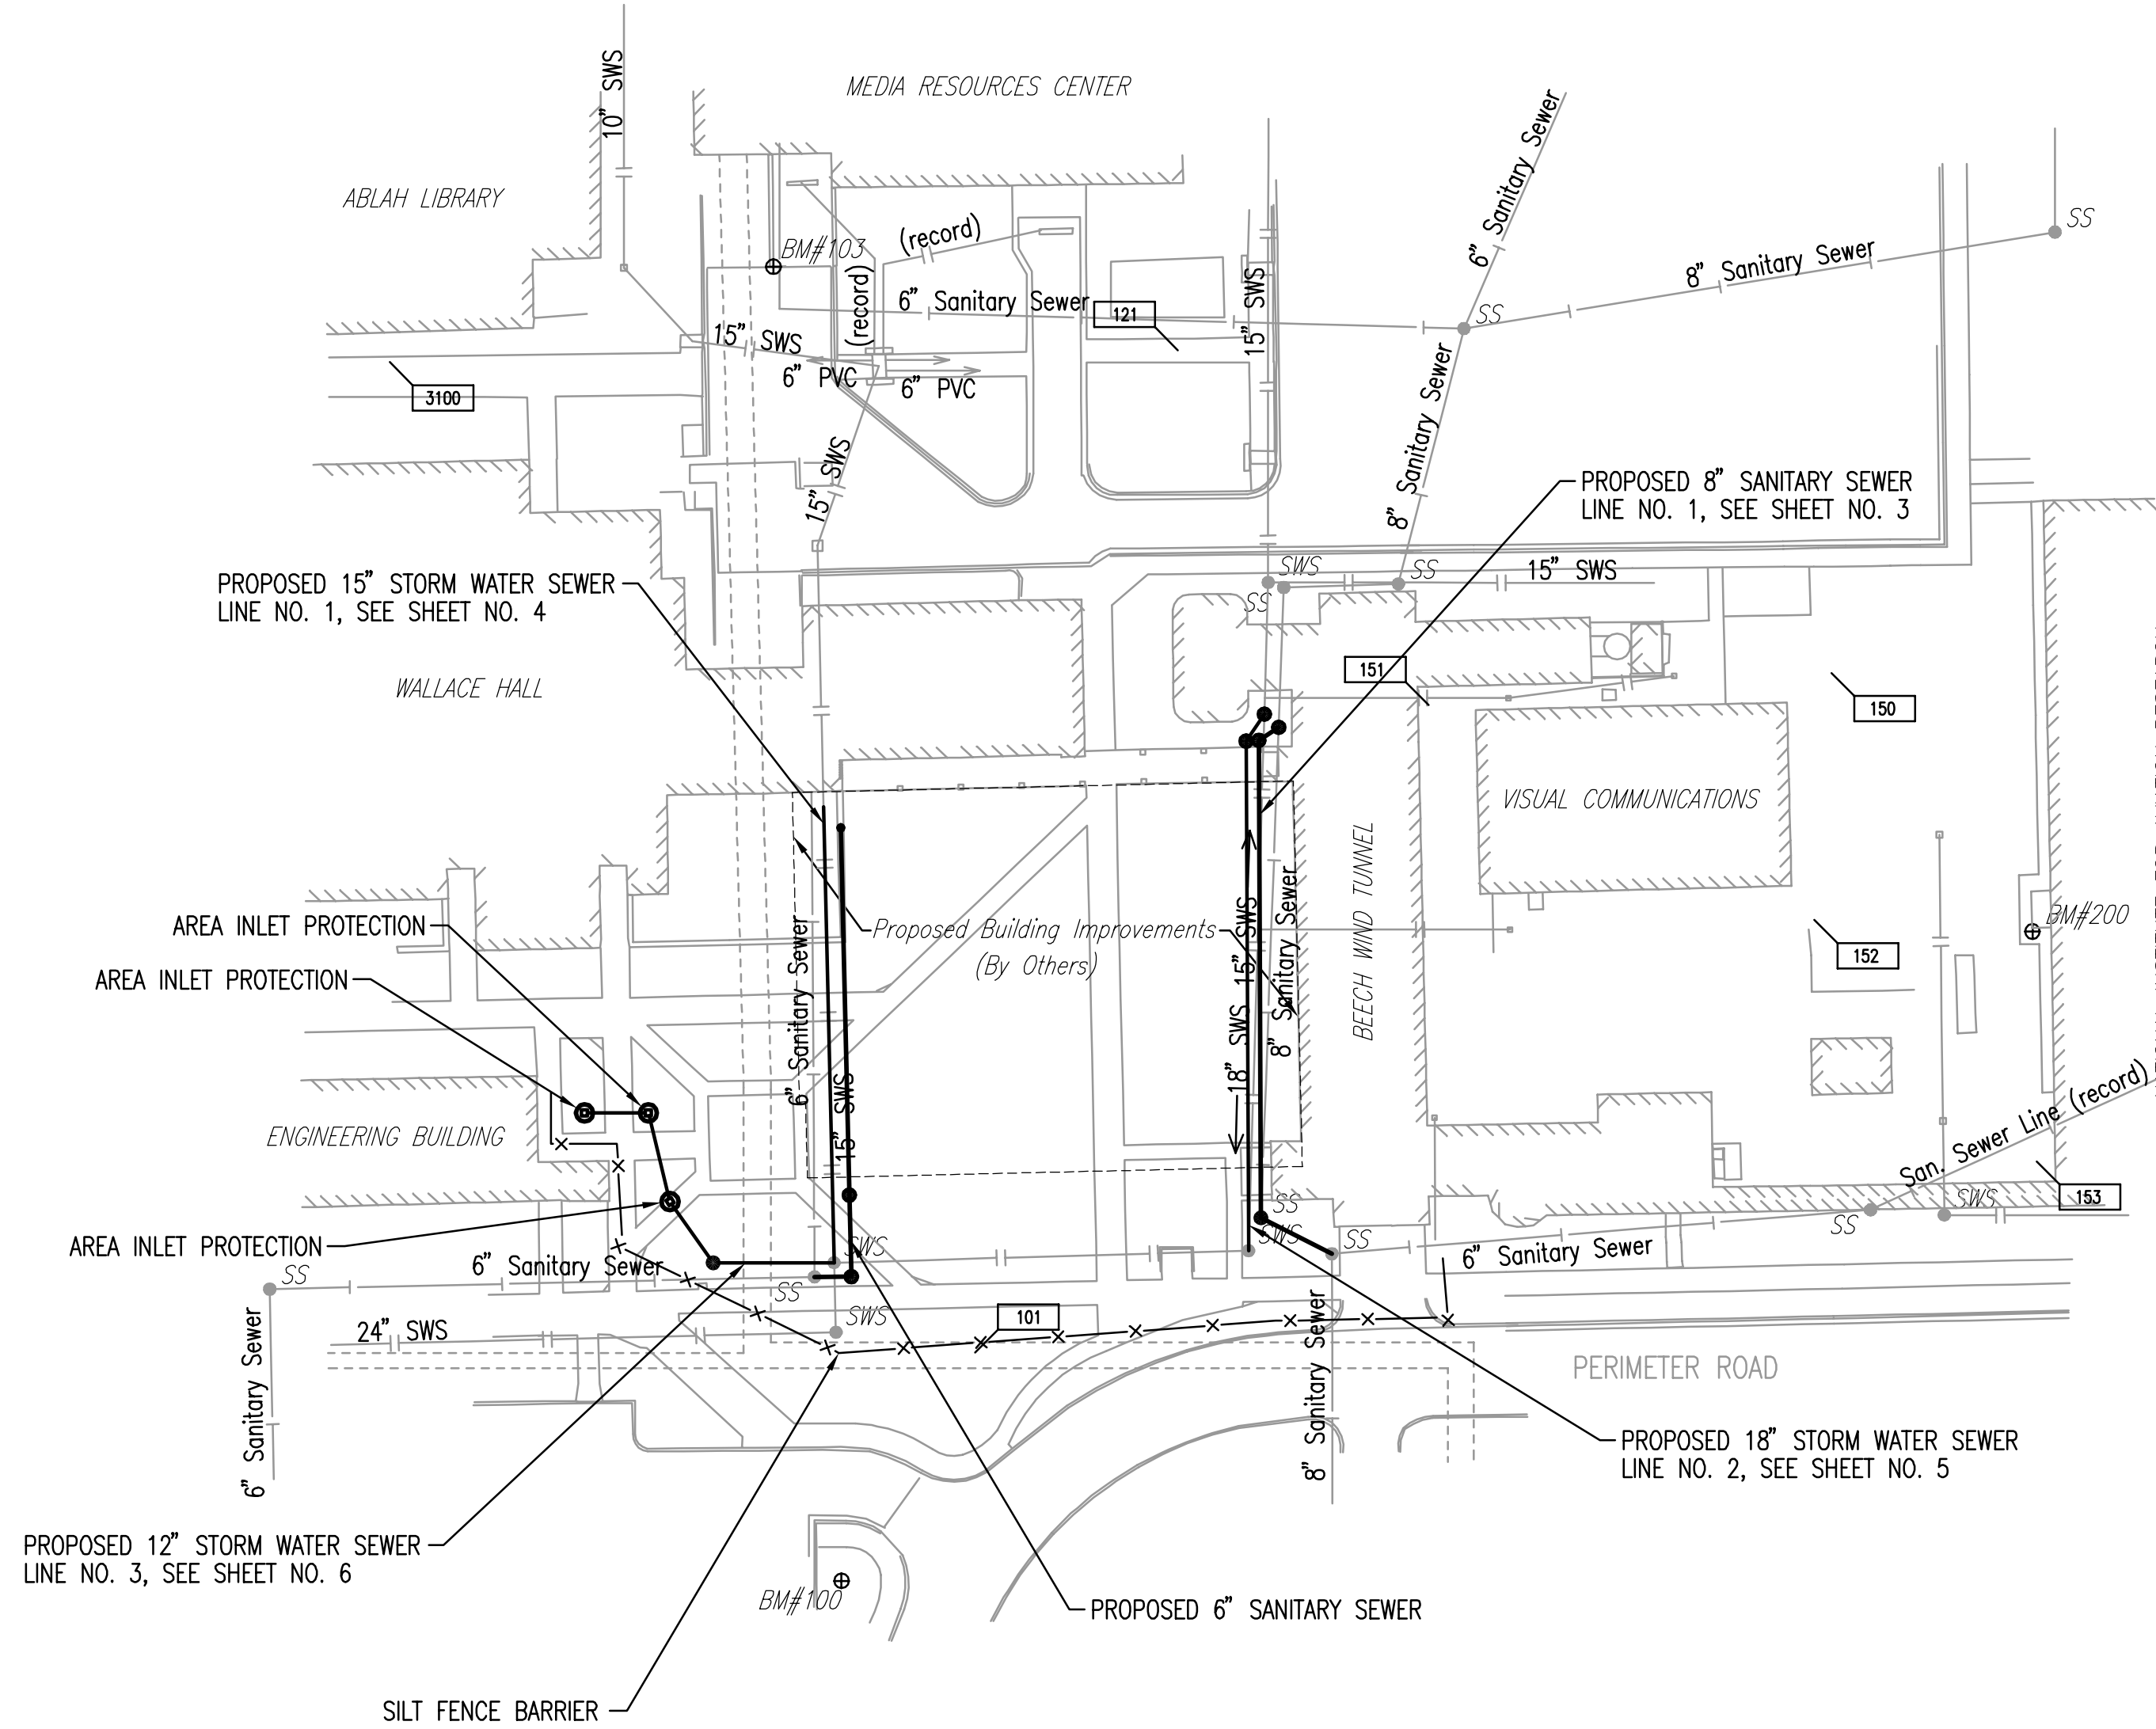 10" SWS
MEDIA RESOURCES CENTER
ABLAH LIBRARY
6" Sanitary Sewer
SS
BM#103
(record)
(record)
8" Sanitary Sewer
6" Sanitary Sewer
121
SS
15" SWS
15" SWS
6" PVC
6" PVC
3100
8" Sanitary Sewer
15" SWS
PROPOSED 8" SANITARY SEWER
LINE NO. 1, SEE SHEET NO. 3
PROPOSED 15" STORM WATER SEWER
LINE NO. 1, SEE SHEET NO. 4
SWS
SS
SS
15" SWS
WALLACE HALL
151
150
VISUAL COMMUNICATIONS
BEECH WIND TUNNEL
AREA INLET PROTECTION
AREA INLET PROTECTION
6" Sanitary Sewer
Proposed Building Improvements
(By Others)
15" SWS
18" SWS
8" Sanitary Sewer
BM#200
152
15" SWS
ENGINEERING BUILDING
San. Sewer Line (record)
153
SWS
SS
AREA INLET PROTECTION
SS
6" Sanitary Sewer
SS
SWS
SS
SWS
SS
6" Sanitary Sewer
24" SWS
SWS
101
6" Sanitary Sewer
8" Sanitary Sewer
PERIMETER ROAD
PROPOSED 18" STORM WATER SEWER
LINE NO. 2, SEE SHEET NO. 5
PROPOSED 12" STORM WATER SEWER
LINE NO. 3, SEE SHEET NO. 6
BM#100
PROPOSED 6" SANITARY SEWER
SILT FENCE BARRIER